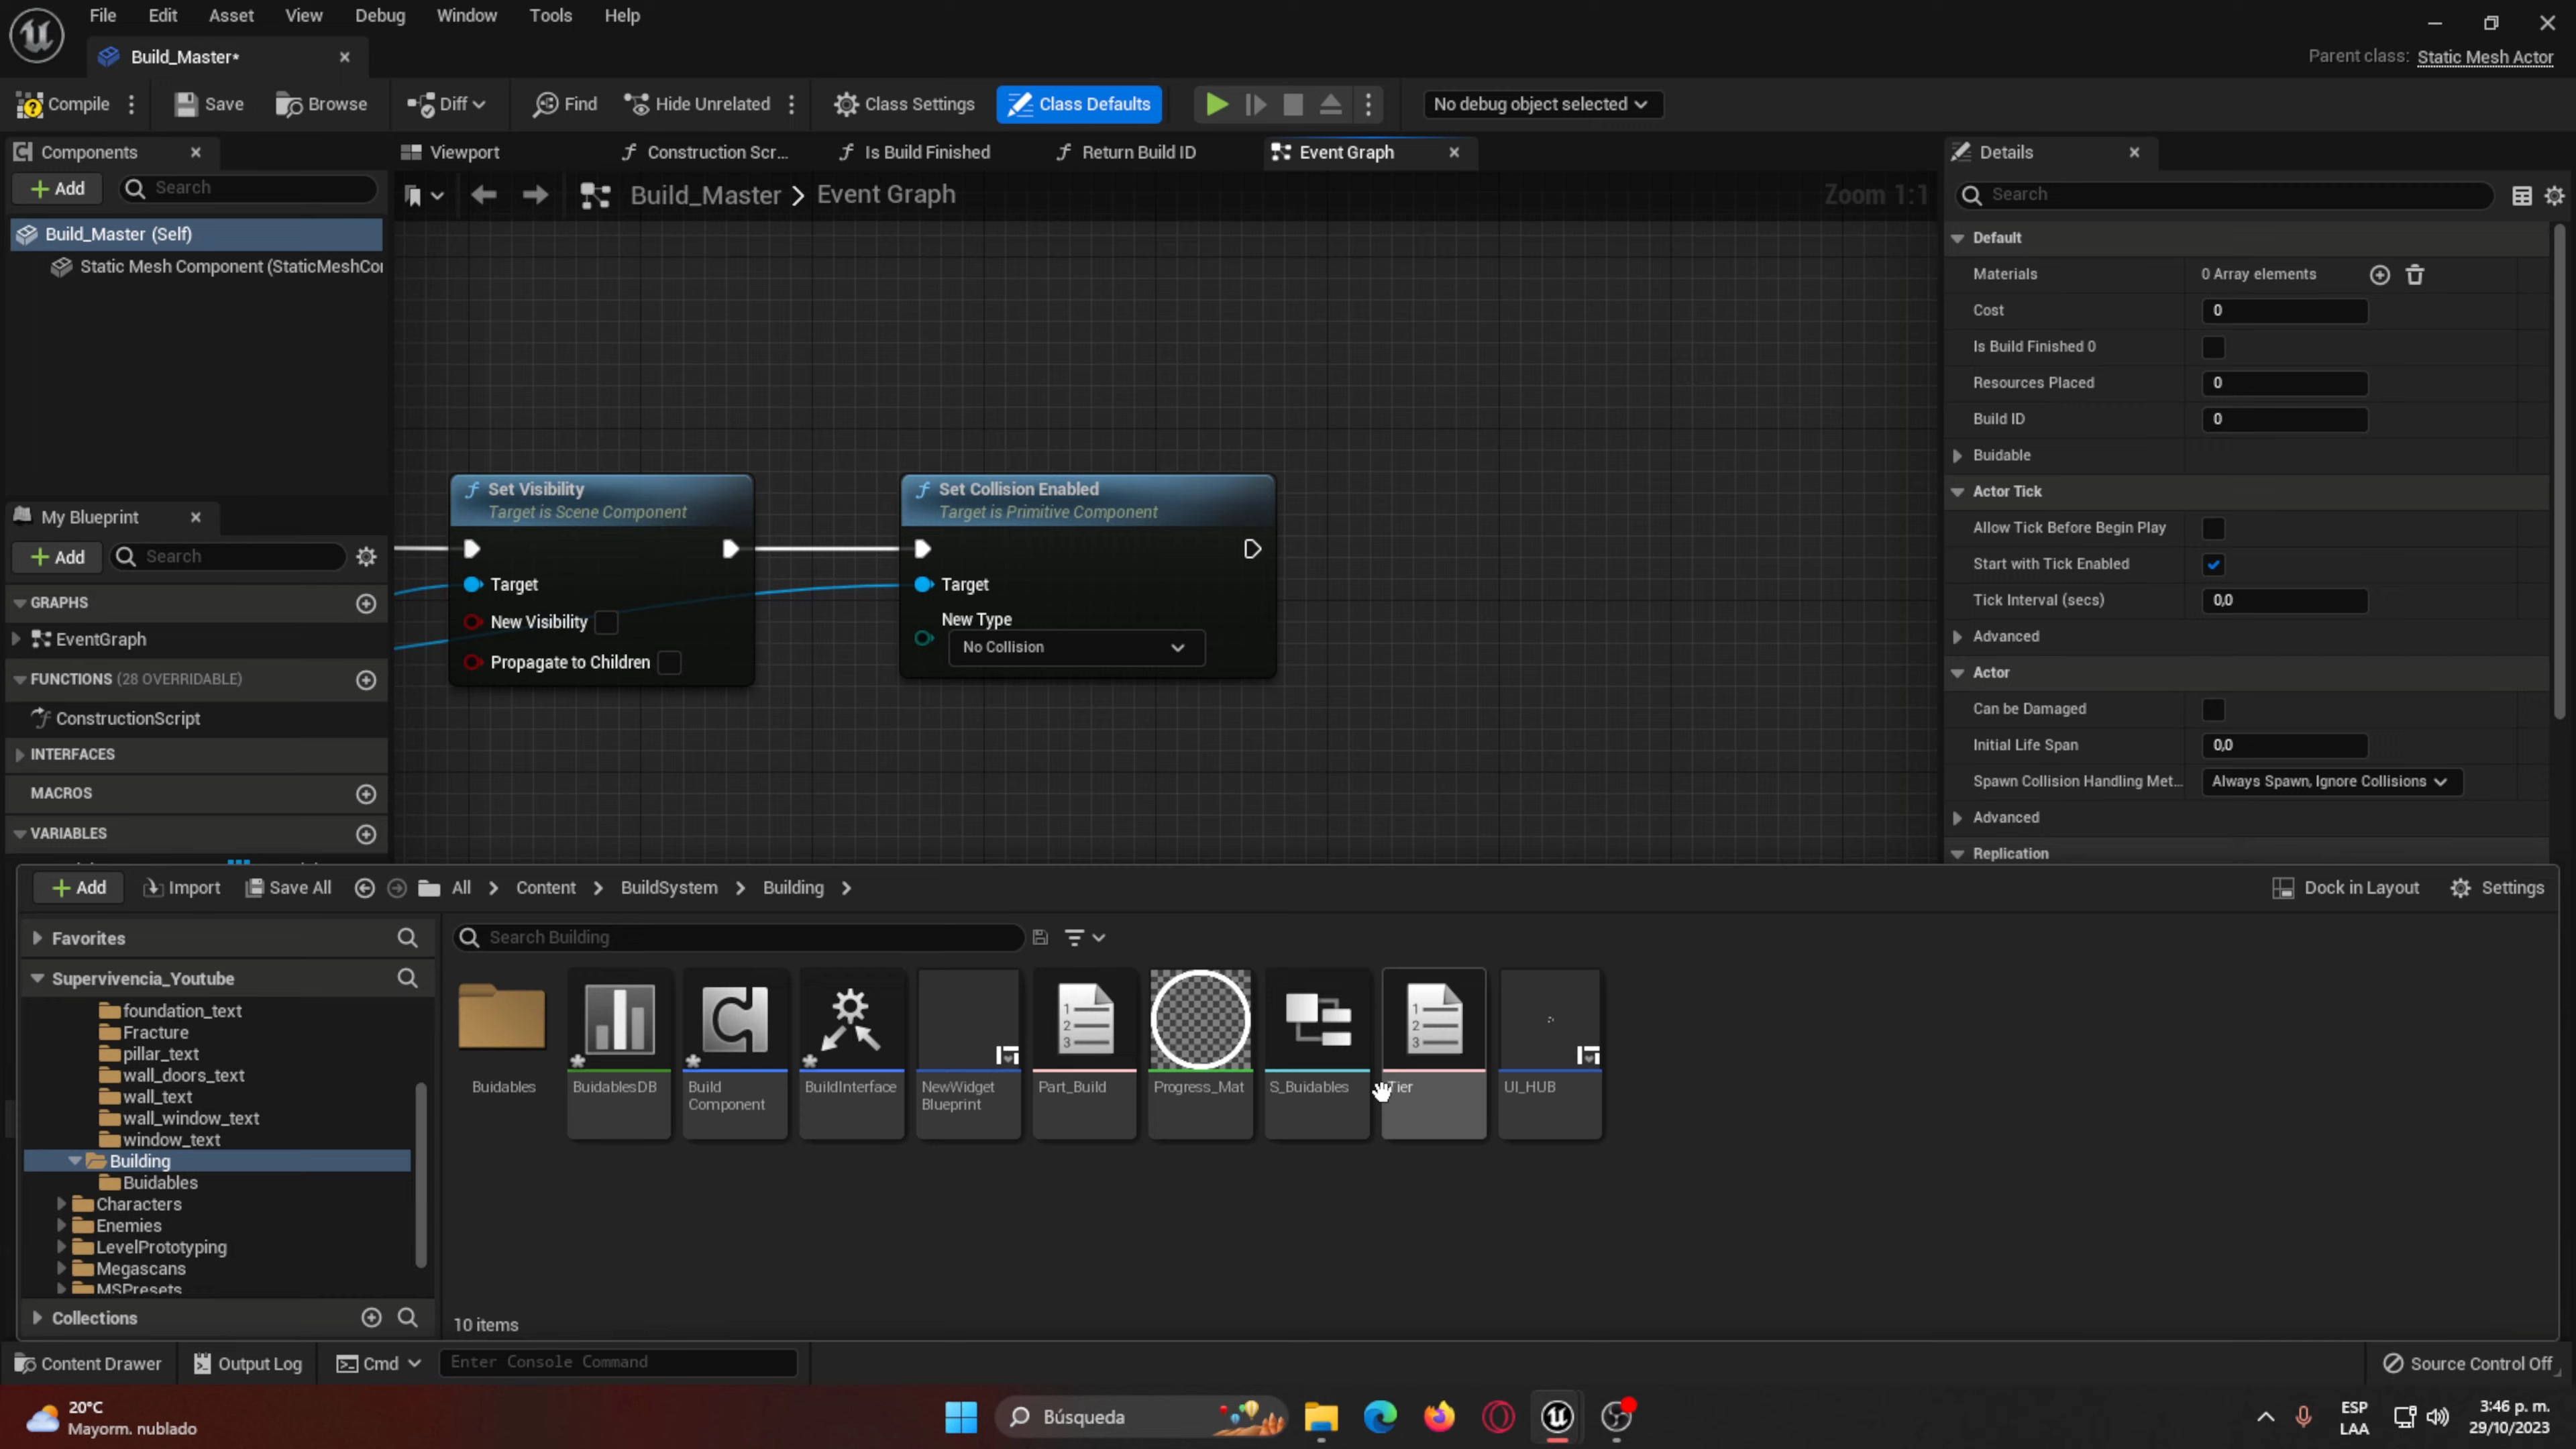 File Edit Asset View Debug Window Tools Help
Build_Master*
Parent class: Static Mesh Actor
Compile Save Browse Diff Find Hide Unrelated Class Settings Class Defaults No debug object selected
Components
Add Search
Build_Master (Self)
Static Mesh Component (StaticMeshCor
My Blueprint
Add Search
GRAPHS
EventGraph
FUNCTIONS (28 OVERRIDABLE)
ConstructionScript
INTERFACES
MACROS
VARIABLES
Viewport Construction Scr... Is Build Finished Return Build ID Event Graph
Build_Master > Event Graph
Zoom 1:1
Set Visibility
Target is Scene Component
Target
New Visibility
Propagate to Children
Set Collision Enabled
Target is Primitive Component
Target
New Type
No Collision
Details
Search
Default
Materials 0 Array elements
Cost 0
Is Build Finished 0
Resources Placed 0
Build ID 0
Buidable
Actor Tick
Allow Tick Before Begin Play
Start with Tick Enabled
Tick Interval (secs) 0,0
Advanced
Actor
Can be Damaged
Initial Life Span 0,0
Spawn Collision Handling Met... Always Spawn, Ignore Collisions
Advanced
Replication
Add Import Save All All > Content > BuildSystem > Building >
Dock in Layout Settings
Favorites
Supervivencia_Youtube
foundation_text
Fracture
pillar_text
wall_doors_text
wall_text
wall_window_text
window_text
Building
Buidables
Characters
Enemies
LevelPrototyping
Megascans
MSPresets
Collections
Search Building
Buidables
BuidablesDB
Build
Component
BuildInterface
NewWidget
Blueprint
Part_Build
Progress_Mat
S_Buidables
Tier
UI_HUB
10 items
Content Drawer Output Log Cmd Enter Console Command
Source Control Off
20°C
Mayorm. nublado
Búsqueda
ESP
LAA
3:46 p. m.
29/10/2023